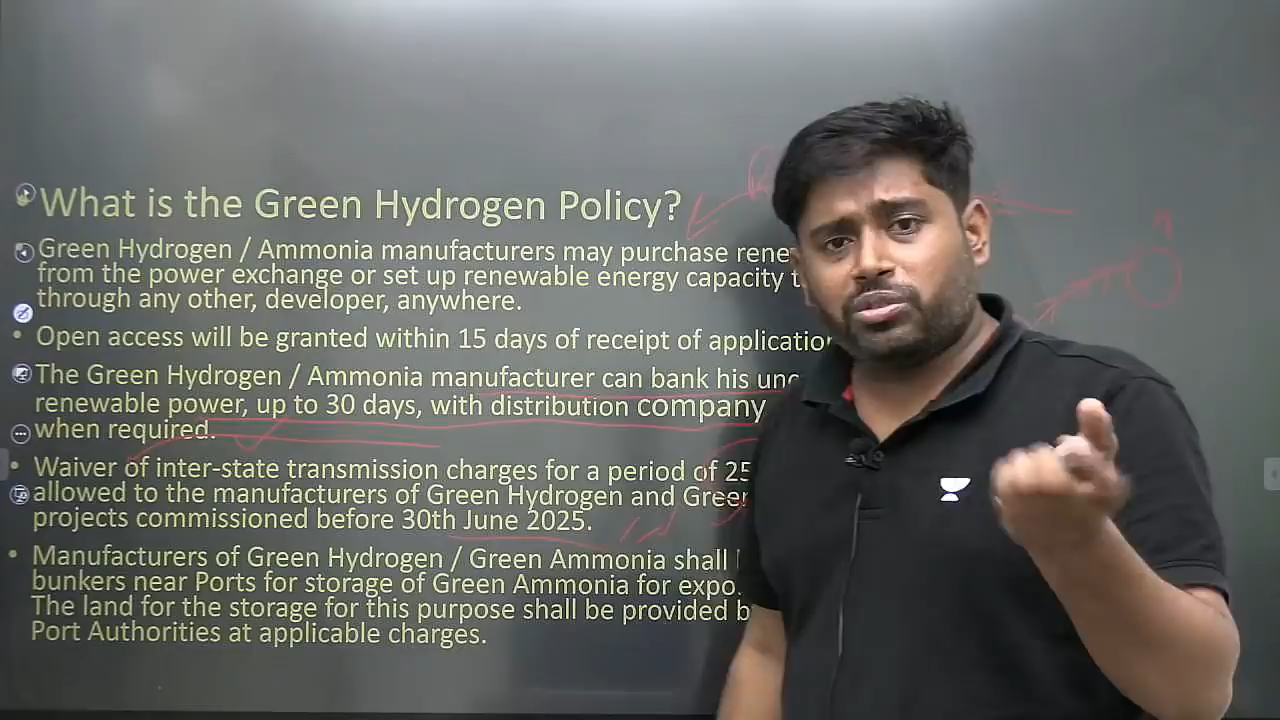 What is the Green Hydrogen Policy?
Green Hydrogen / Ammonia manufacturers may purchase
from the power exchange or set up renewable energy capacity
through any other, developer, anywhere.
• Open access will be granted within 15 days of receipt of
The Green Hydrogen / Ammonia manufacturer can bank his
renewable power, up to 30 days, with distribution company
when required.
• Waiver of inter-state transmission charges for a period of 25
allowed to the manufacturers of Green Hydrogen and
projects commissioned before 30th June 2025.
• Manufacturers of Green Hydrogen / Green Ammonia shall
bunkers near Ports for storage of Green Ammonia for
The land for the storage for this purpose shall be provided
Port Authorities at applicable charges.